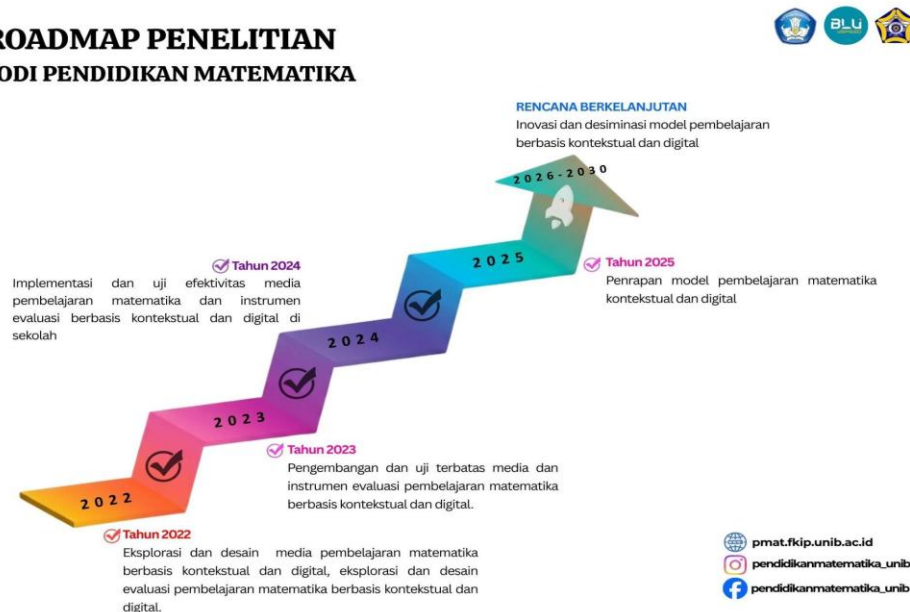 ROADMAP PENELITIAN
ODI PENDIDIKAN MATEMATIKA
BLU
RENCANA BERKELANJUTAN
Inovasi dan desiminasi model pembelajaran
berbasis kontekstual dan digital
2026-2030
Tahun 2024
Implementasi dan uji efektivitas media
pembelajaran matematika dan instrumen
evaluasi berbasis kontekstual dan digital di
sekolah
2025
Tahun 2025
Penrapan model pembelajaran matematika
kontekstual dan digital
2024
2023
Tahun 2023
Pengembangan dan uji terbatas media dan
instrumen evaluasi pembelajaran matematika
berbasis kontekstual dan digital.
2022
Tahun 2022
Eksplorasi dan desain media pembelajaran matematika
berbasis kontekstual dan digital, eksplorasi dan desain
evaluasi pembelajaran matematika berbasis kontekstual dan
digital.
pmat.fkip.unib.ac.id
pendidikanmatematika_unib
pendidikanmatematika_unib